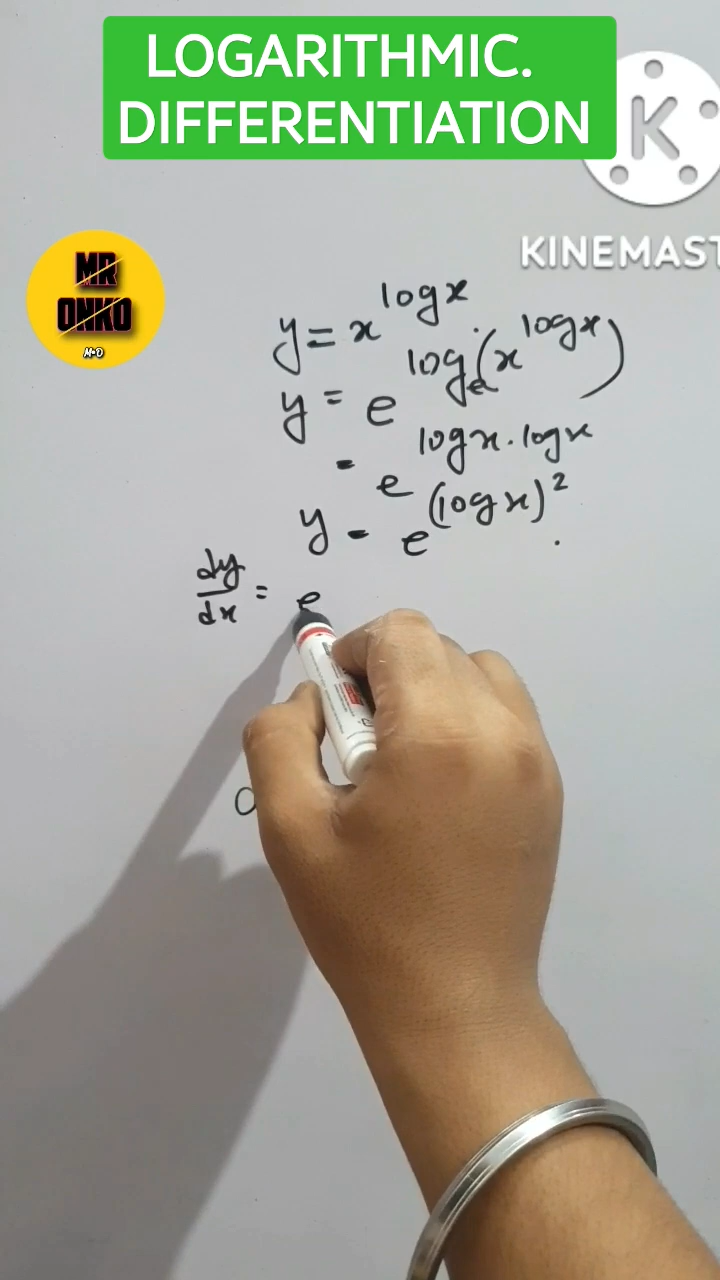 LOGARITHMIC.
DIFFERENTIATION
K
KINEMAST
MR
ONKO
M•O
y = x^log x
y = e^log_e(x^log x)
= e^log x · log x
y = e^(log x)^2 .
dy/dx = e